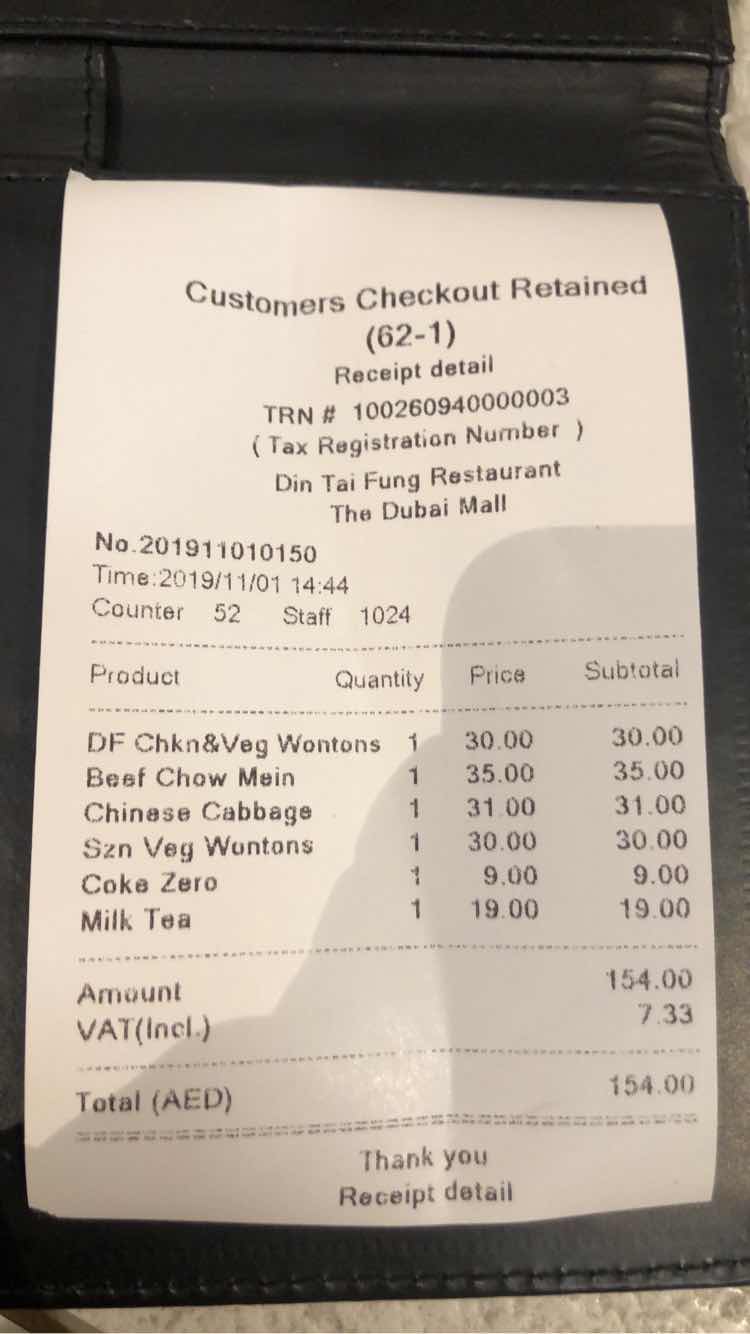 Customers Checkout Retained
(62-1)
Receipt detail
TRN # 100260940000003
( Tax Registration Number )
Din Tai Fung Restaurant
The Dubai Mall
No.201911010150
Time:2019/11/01 14:44
Counter 52 Staff 1024
Product Quantity Price Subtotal
DF Chkn&Veg Wontons 1 30.00 30.00
Beef Chow Mein 1 35.00 35.00
Chinese Cabbage 1 31.00 31.00
Szn Veg Wontons 1 30.00 30.00
Coke Zero 1 9.00 9.00
Milk Tea 1 19.00 19.00
Amount 154.00
VAT(Incl.) 7.33
Total (AED) 154.00
Thank you
Receipt detail